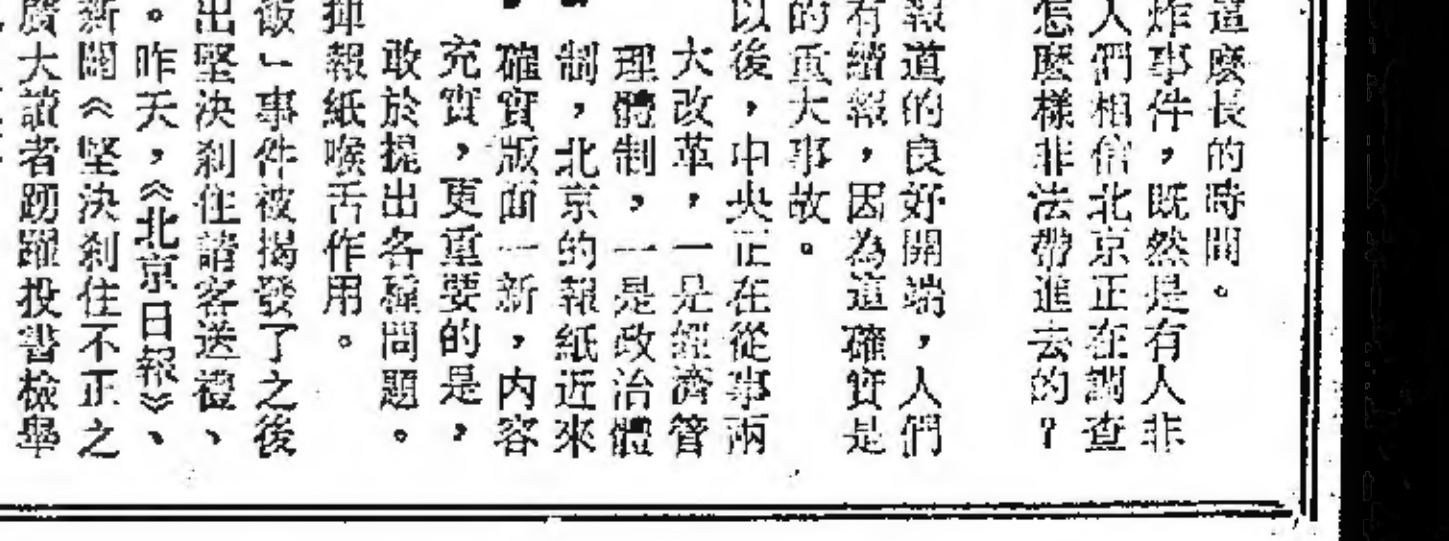 這麼長的時間。
炸事件，既然是有人非
人們相信北京正在調查
怎麼樣非法帶進去的？
報道的良好開端，人們
有續報，因為這確實是
的重大事故。
以後，中央正在從事兩
大改革，一是經濟管
理體制，一是政治體
制，北京的報紙近來
確實版面一新，内容
充實，更重要的是，
敢於提出各種問題。
揮報紙喉舌作用。
飯」事件被揭發了之後
出堅決刹住請客送禮、
。昨天，《北京日報》、
新聞《堅決刹住不正之
廣大讀者踴躍投書檢舉